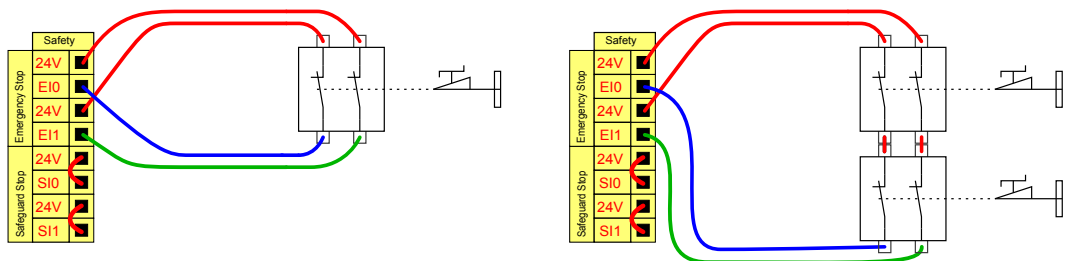 Safety
Emergency Stop
24V
EI0
24V
EI1
Safeguard Stop
24V
SI0
24V
SI1
Safety
Emergency Stop
24V
EI0
24V
EI1
Safeguard Stop
24V
SI0
24V
SI1